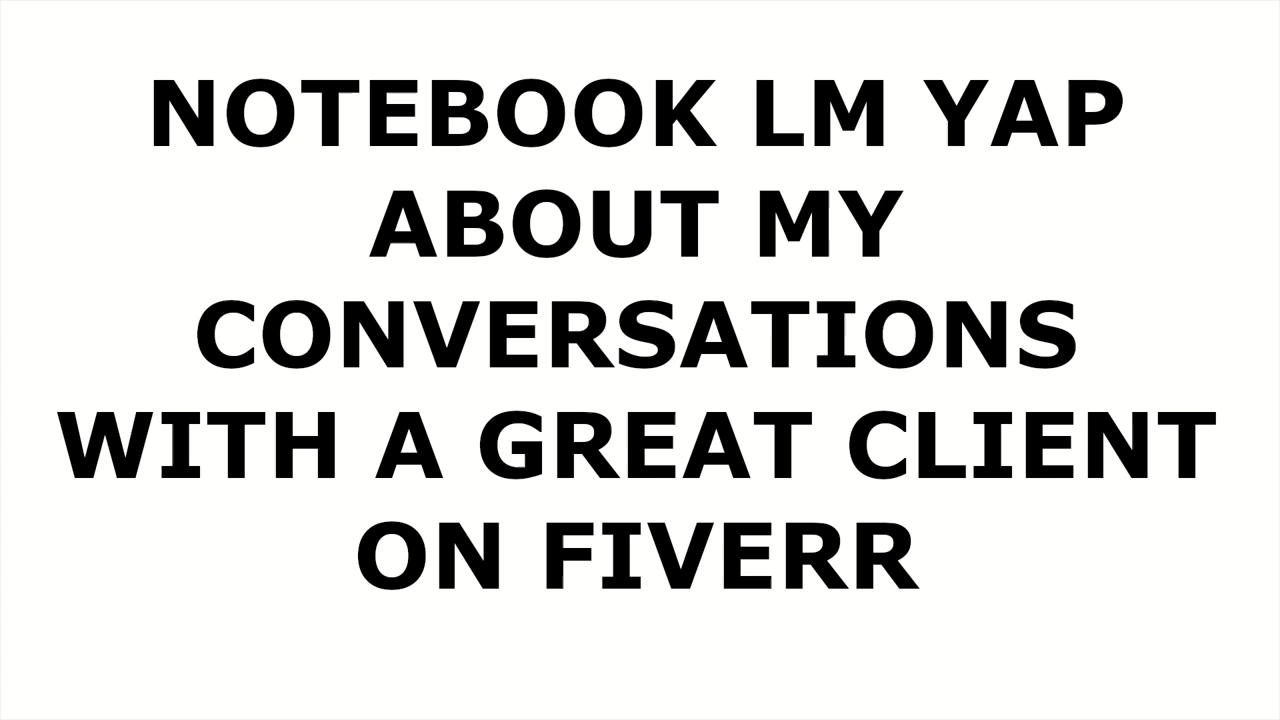 NOTEBOOK LM YAP
ABOUT MY
CONVERSATIONS
WITH A GREAT CLIENT
ON FIVERR